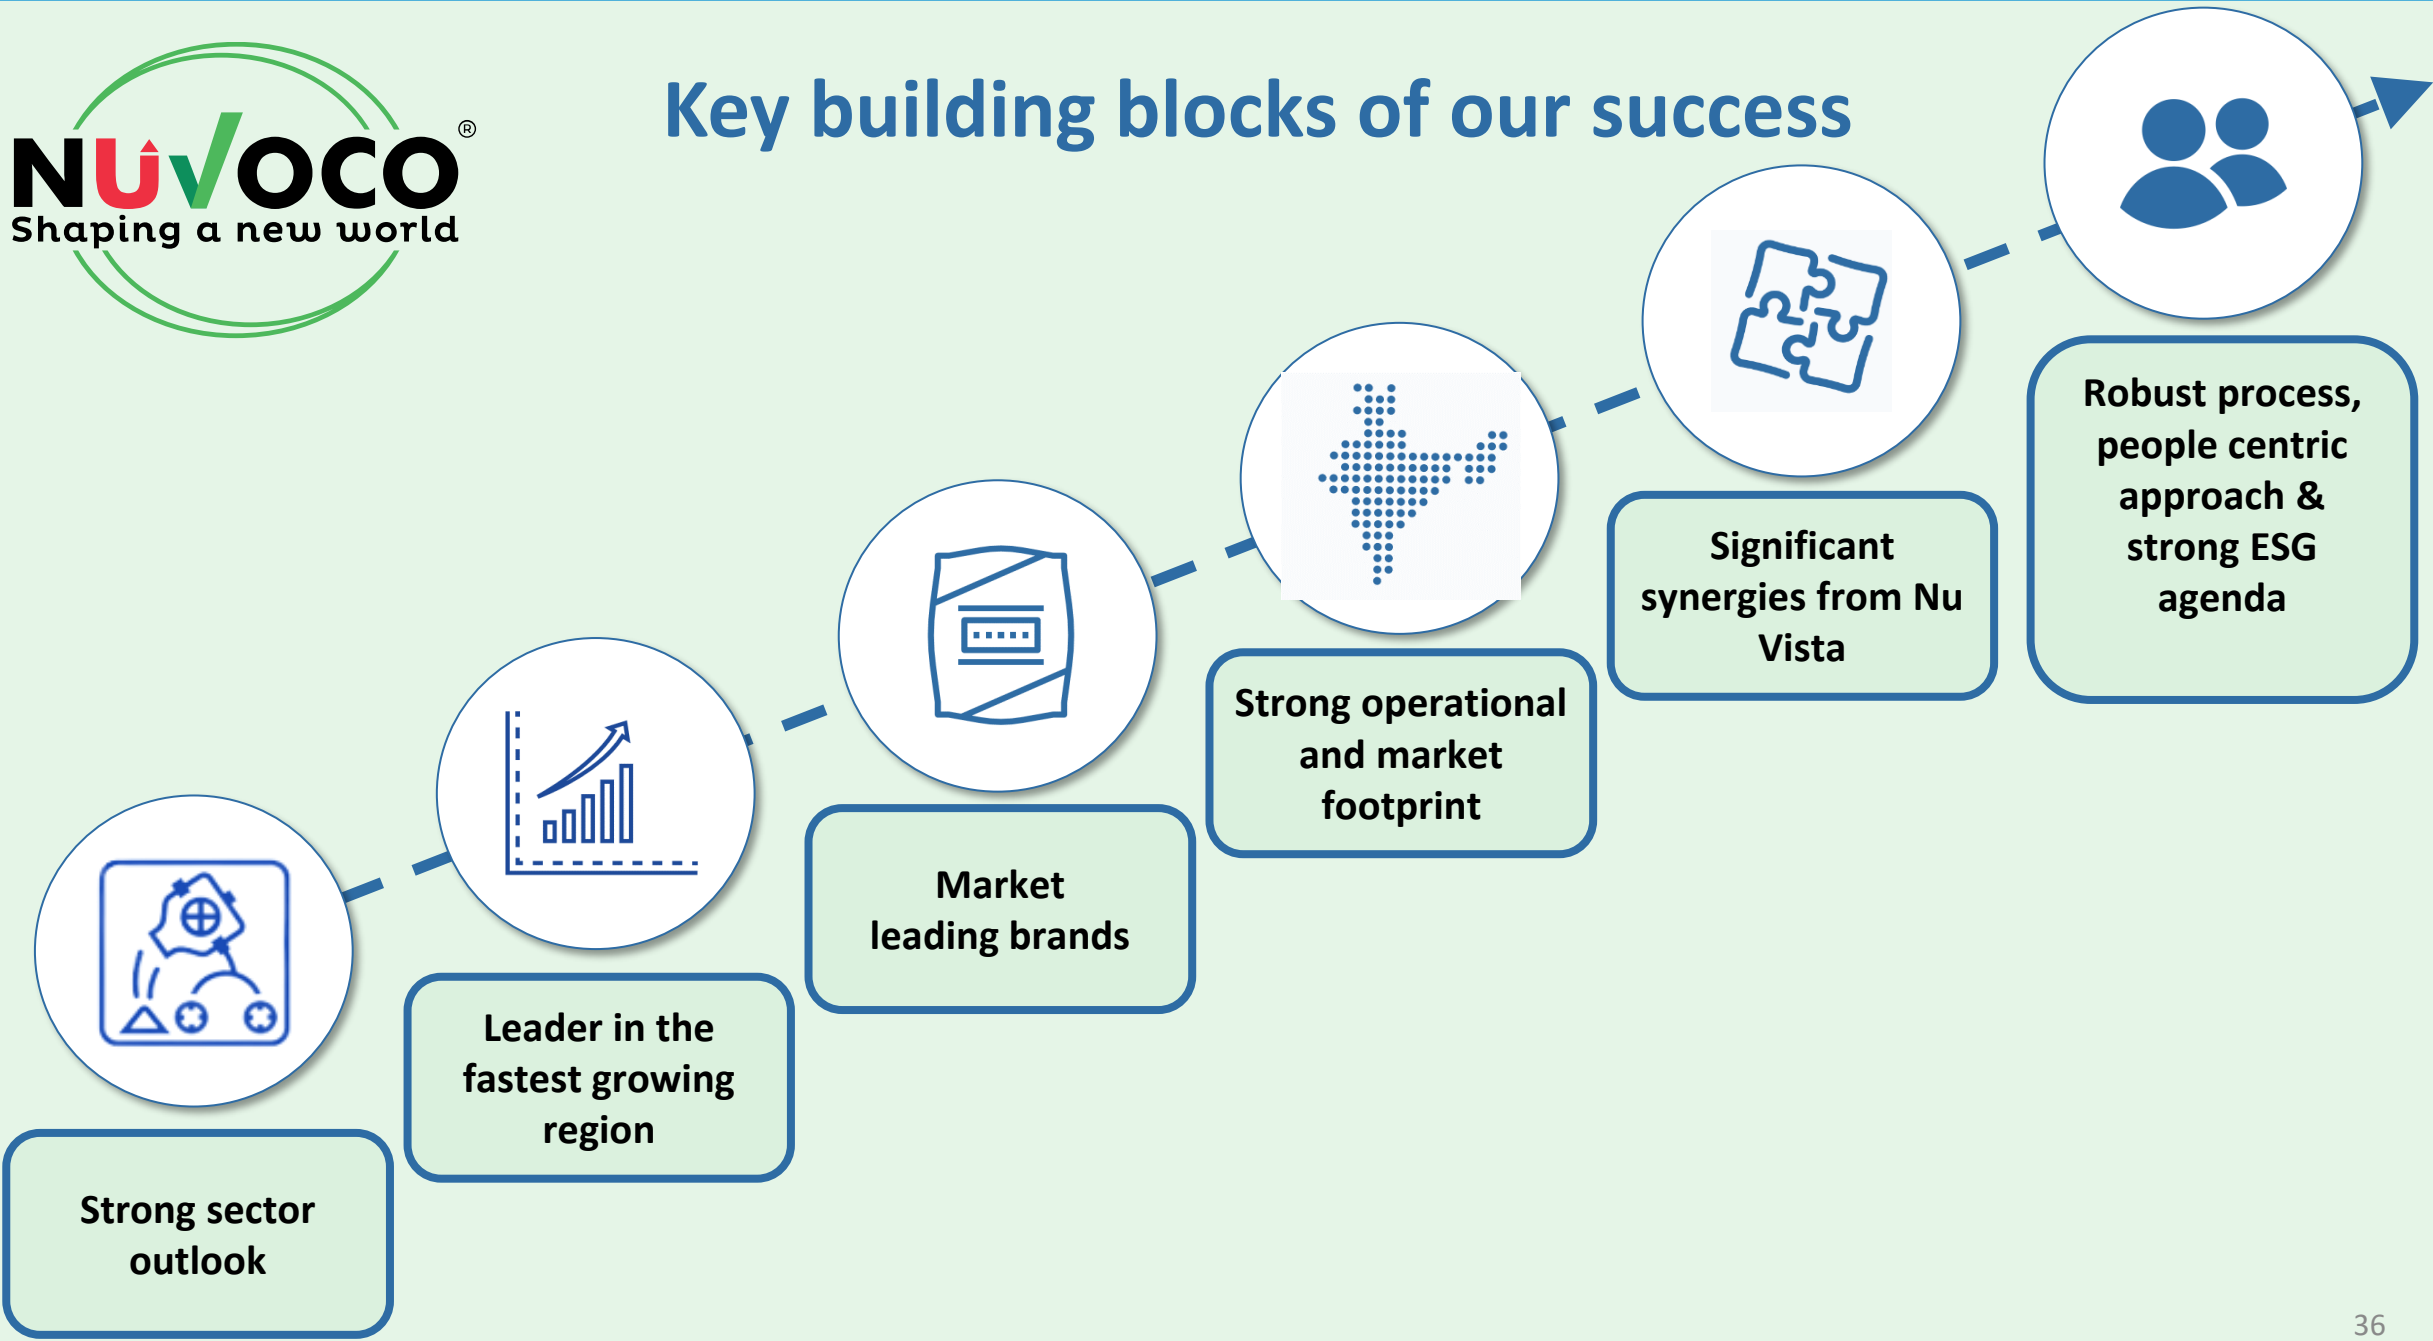 NUVOCO®
Shaping a new world
Key building blocks of our success
Strong sector
outlook
Leader in the
fastest growing
region
Market
leading brands
Strong operational
and market
footprint
Significant
synergies from Nu
Vista
Robust process,
people centric
approach &
strong ESG
agenda
36